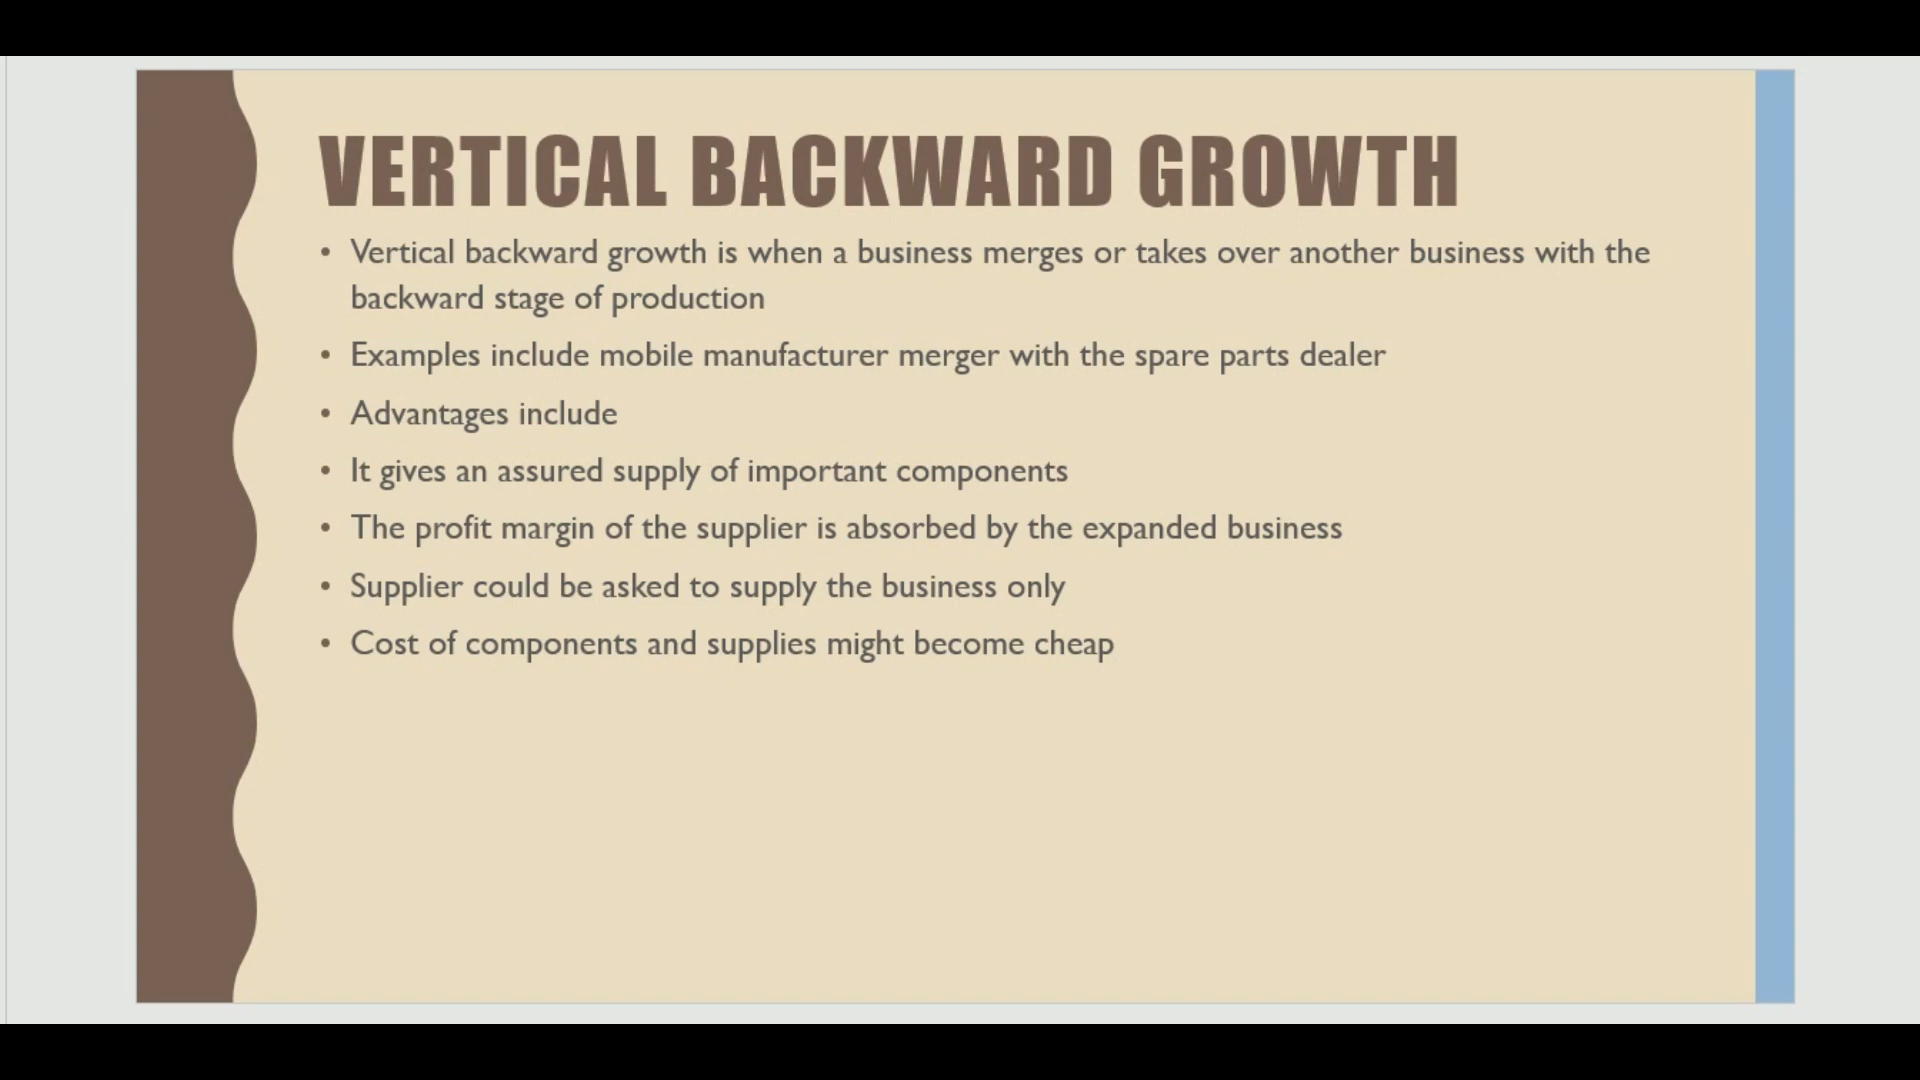 VERTICAL BACKWARD GROWTH
• Vertical backward growth is when a business merges or takes over another business with the
backward stage of production
• Examples include mobile manufacturer merger with the spare parts dealer
• Advantages include
• It gives an assured supply of important components
• The profit margin of the supplier is absorbed by the expanded business
• Supplier could be asked to supply the business only
• Cost of components and supplies might become cheap